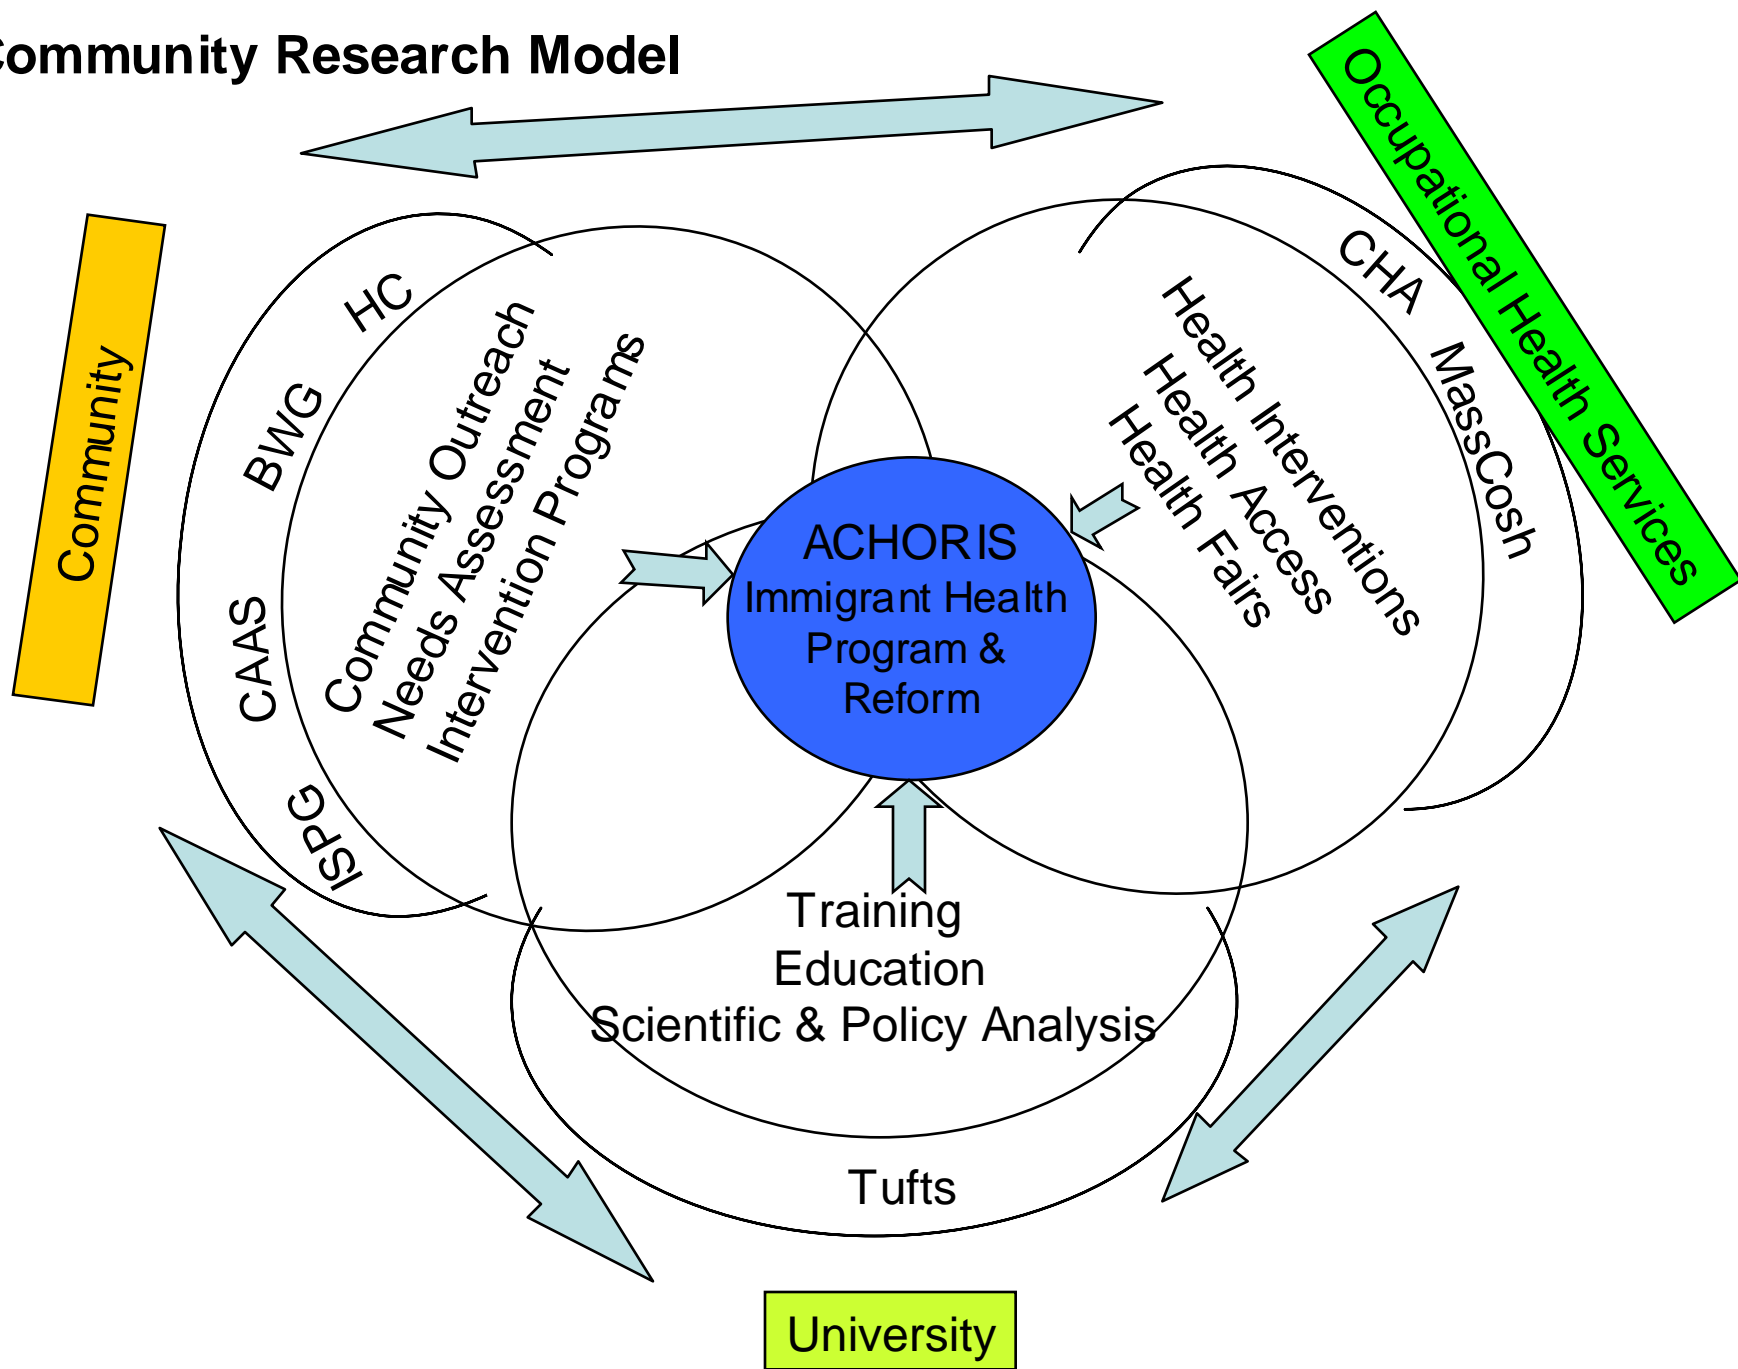 Community Research Model
Occupational Health Services
Community
HC
BWG
CAAS
ISPG
Community Outreach
Needs Assessment
Intervention Programs
CHA
MassCosh
Health Interventions
Health Access
Health Fairs
ACHORIS
Immigrant Health
Program &
Reform
Training
Education
Scientific & Policy Analysis
Tufts
University